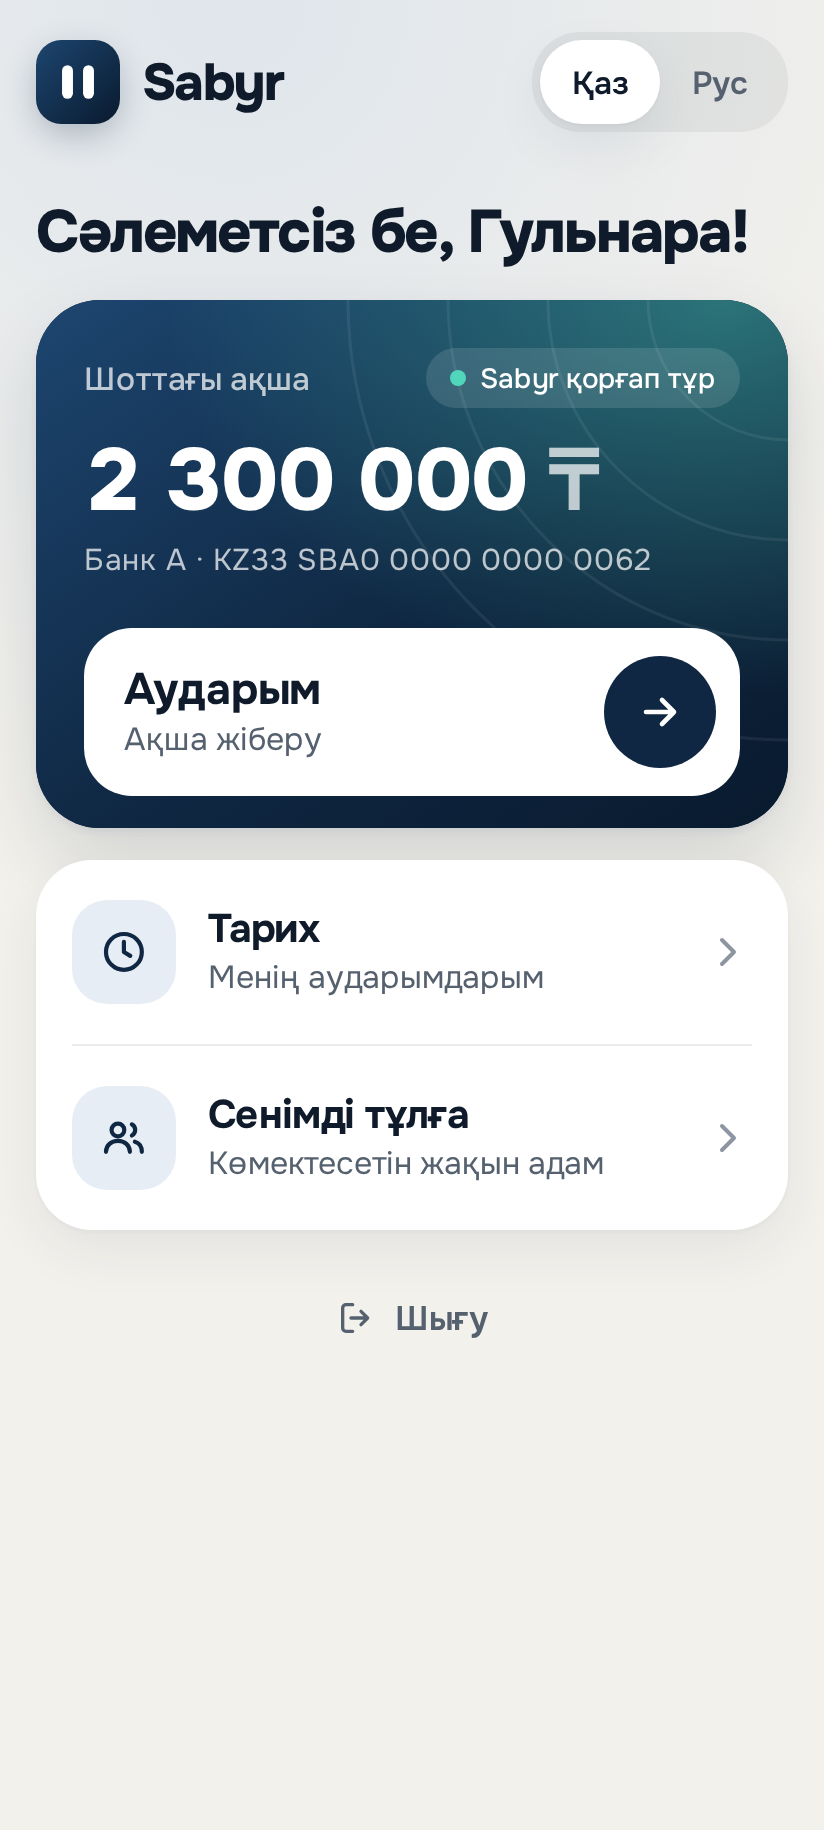 Sabyr
Қаз Рус
Сәлеметсіз бе, Гульнара!
Шоттағы ақша
Sabyr қорғап тұр
2 300 000 ₸
Банк А · KZ33 SBA0 0000 0000 0062
Аударым
Ақша жіберу
Тарих
Менің аударымдарым
Сенімді тұлға
Көмектесетін жақын адам
Шығу